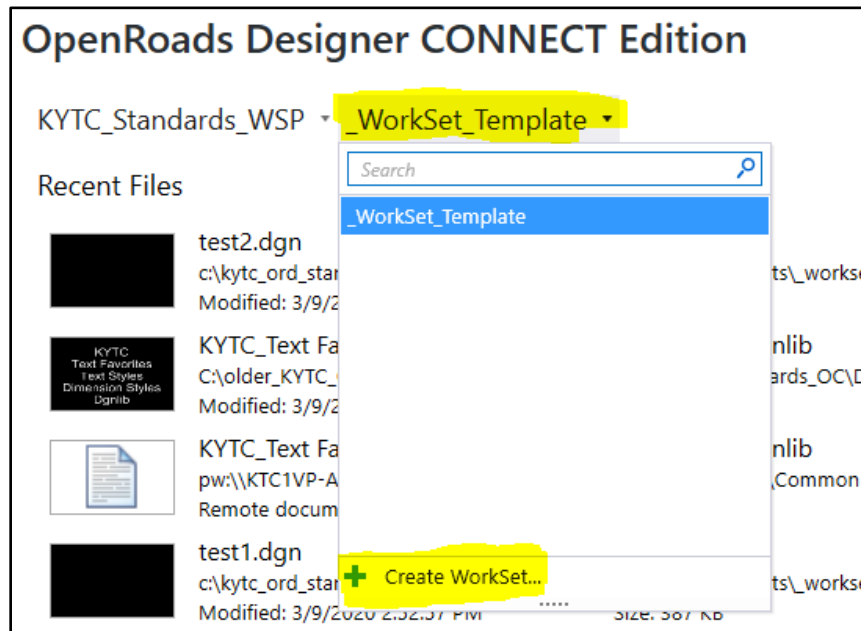 OpenRoads Designer CONNECT Edition
KYTC_Standards_WSP _WorkSet_Template
Search
Recent Files
_WorkSet_Template
test2.dgn
c:\kytc_ord_star ts\_workse
Modified: 3/9/2
KYTC
Text Favorites
Text Styles
Dimension Styles
Dgnlib
KYTC_Text Fa nlib
C:\older_KYTC_ ards_OC\D
Modified: 3/9/2
KYTC_Text Fa nlib
pw:\\KTC1VP-A \Common
Remote docum
test1.dgn
Create WorkSet...
c:\kytc_ord_star ts\_workse
Modified: 3/9/2020 2:52:57 PM Size: 387 KB